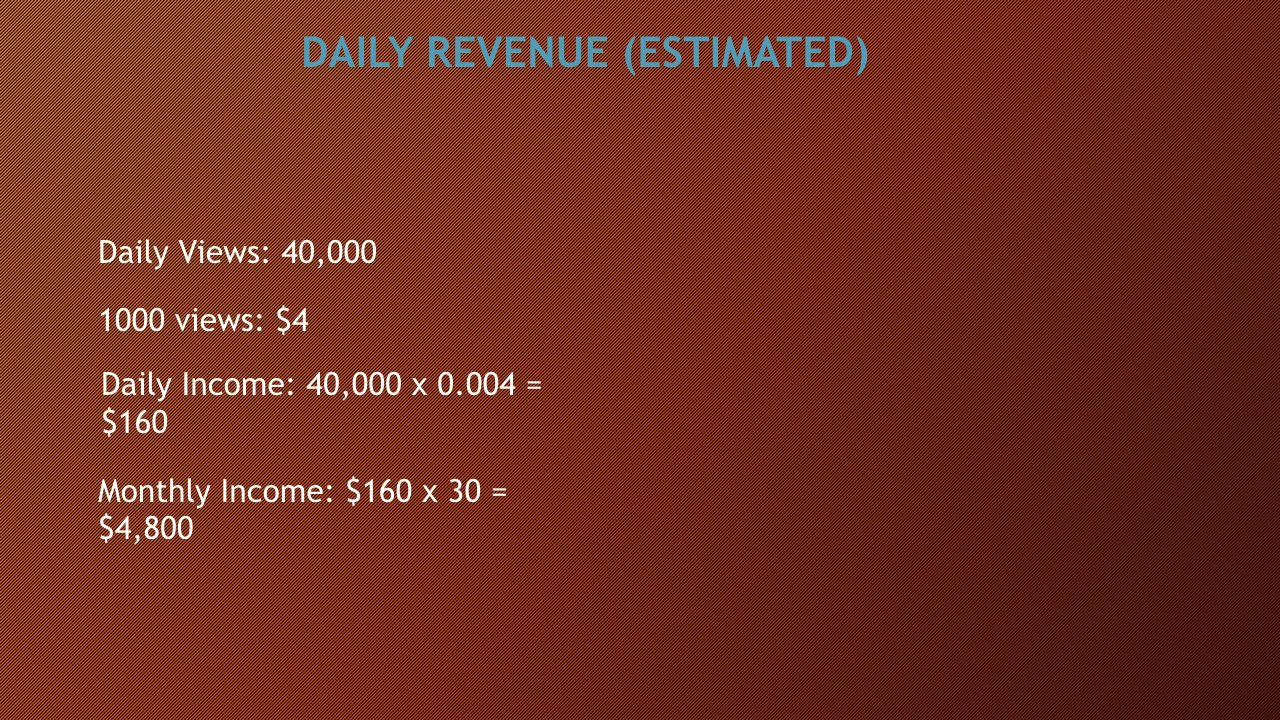 DAILY REVENUE (ESTIMATED)
Daily Views: 40,000
1000 views: $4
Daily Income: 40,000 x 0.004 =
$160
Monthly Income: $160 x 30 =
$4,800